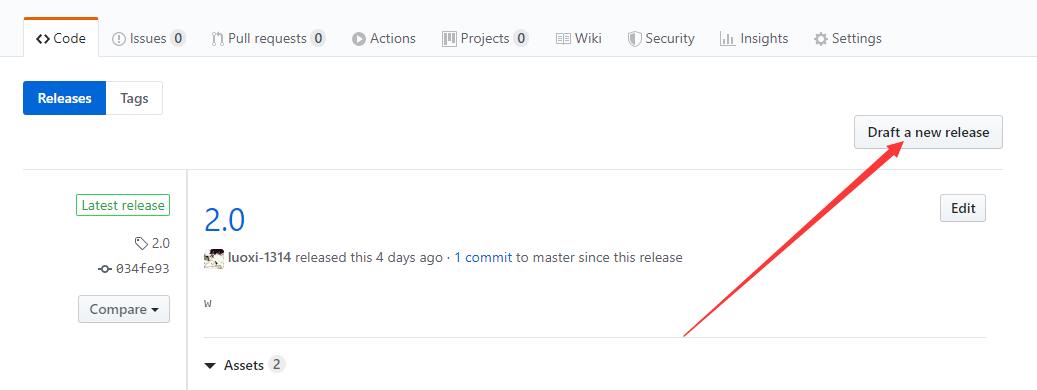 Code Issues 0 Pull requests 0 Actions Projects 0 Wiki Security Insights Settings
Releases Tags
Draft a new release
Latest release
2.0
034fe93
Compare
2.0
Edit
luoxi-1314 released this 4 days ago · 1 commit to master since this release
w
Assets 2